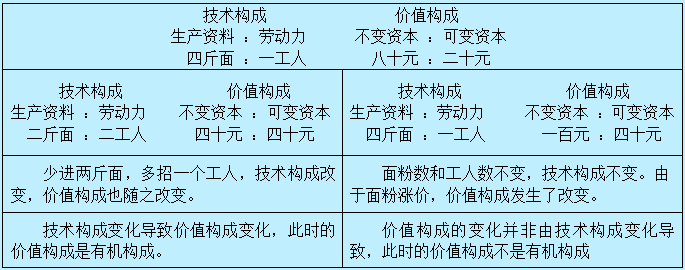 技术构成 价值构成
生产资料 : 劳动力 不变资本 : 可变资本
四斤面 : 一工人 八十元 : 二十元
技术构成 价值构成
生产资料 : 劳动力 不变资本 : 可变资本
二斤面 : 二工人 四十元 : 四十元
技术构成 价值构成
生产资料 : 劳动力 不变资本 : 可变资本
四斤面 : 一工人 一百元 : 四十元
少进两斤面，多招一个工人，技术构成改
变，价值构成也随之改变。
面粉数和工人数不变，技术构成不变。由
于面粉涨价，价值构成发生了改变。
技术构成变化导致价值构成变化，此时的
价值构成是有机构成。
价值构成的变化并非由技术构成变化导
致，此时的价值构成不是有机构成